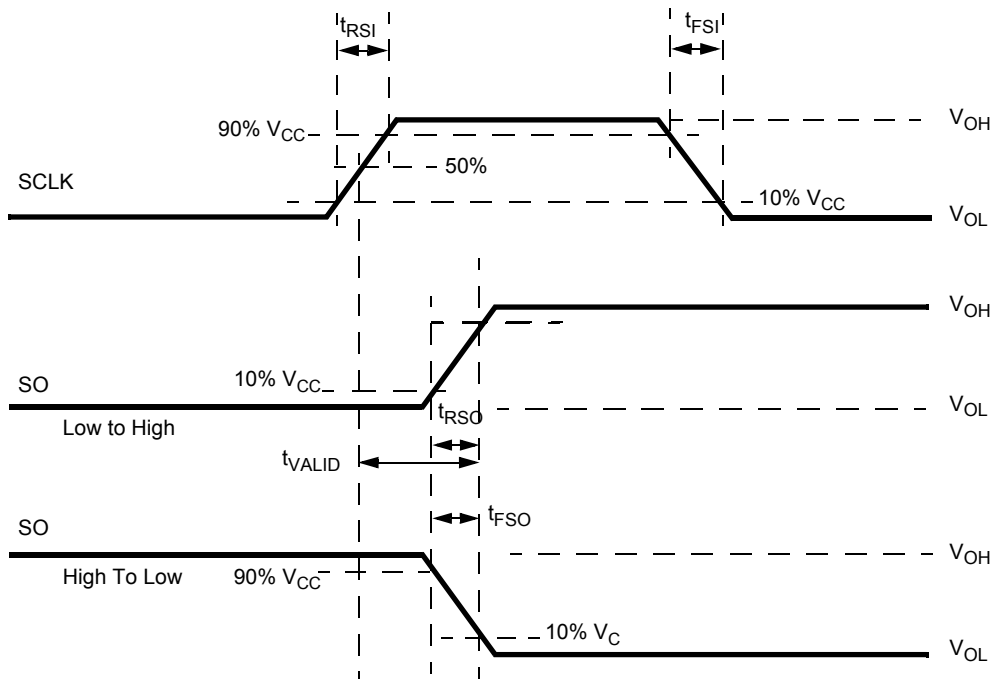 tRSI
tFSI
90% VCC
VOH
50%
SCLK
10% VCC
VOL
VOH
SO
10% VCC
tRSO
VOL
Low to High
tVALID
tFSO
SO
VOH
High To Low
90% VCC
10% VC
VOL